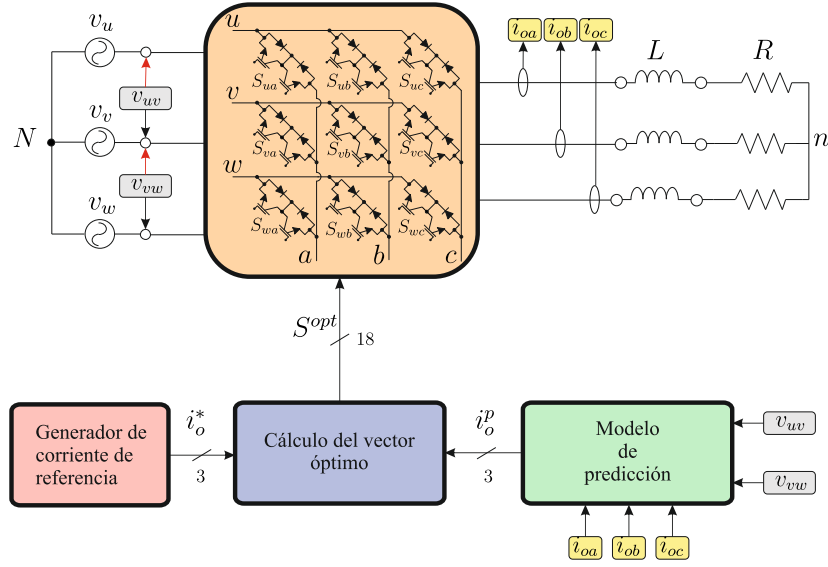 v_u
v_v
v_w
N
v_uv
v_vw
u
v
w
S_ua
S_ub
S_uc
S_va
S_vb
S_vc
S_wa
S_wb
S_wc
a
b
c
i_oa
i_ob
i_oc
L
R
n
S^opt
18
Generador de
corriente de
referencia
i_o^*
3
Cálculo del vector
óptimo
i_o^p
3
Modelo
de
predicción
v_uv
v_vw
i_oa
i_ob
i_oc